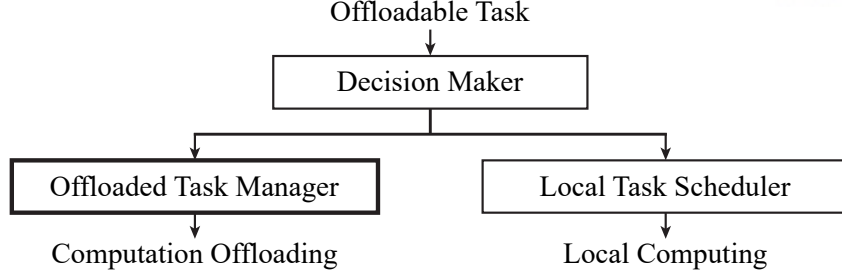 Offloadable Task
Decision Maker
Offloaded Task Manager
Local Task Scheduler
Computation Offloading
Local Computing